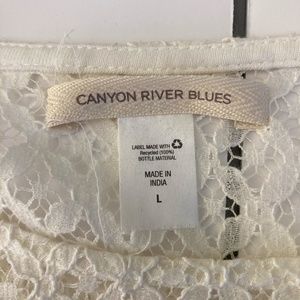 CANYON RIVER BLUES
LABEL MADE WITH
Recycled (100%)
BOTTLE MATERIAL
MADE IN
INDIA
L